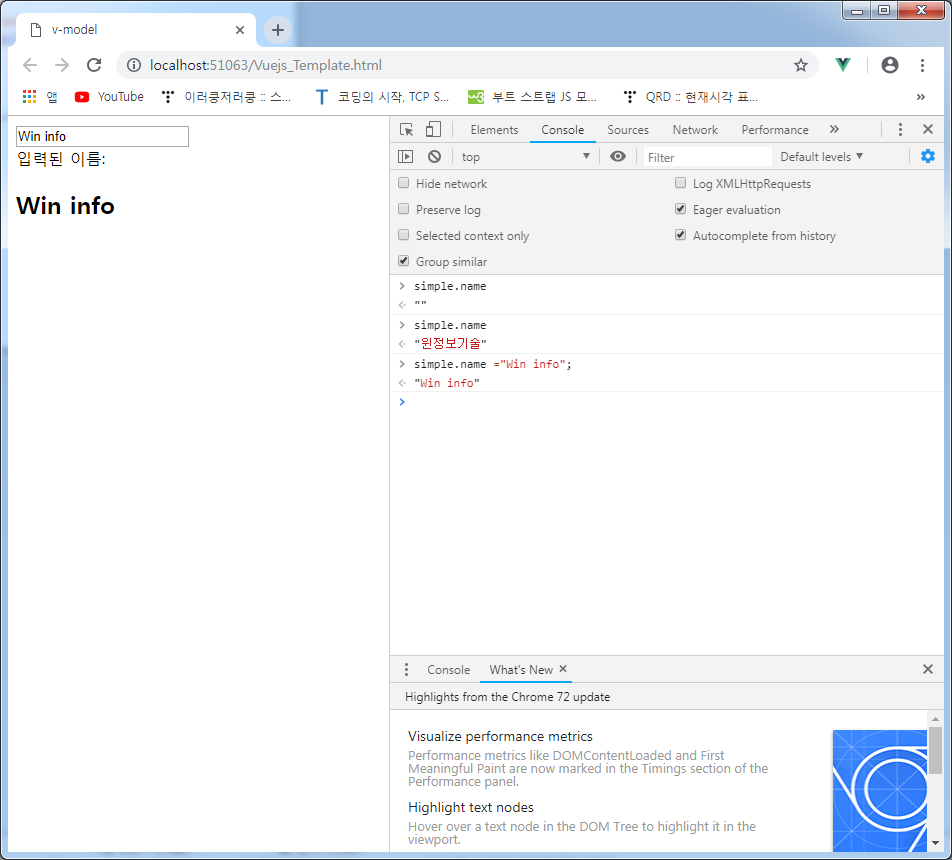 v-model
localhost:51063/Vuejs_Template.html
앱 YouTube 이러쿵저러쿵 :: 스... 코딩의 시작, TCP S... 부트 스트랩 JS 모... QRD :: 현재시각 표... »
Win info
입력된 이름:
Win info
Elements Console Sources Network Performance »
top Filter Default levels
Hide network Log XMLHttpRequests
Preserve log Eager evaluation
Selected context only Autocomplete from history
Group similar
simple.name
""
simple.name
"원정보기술"
simple.name ="Win info";
"Win info"
Console What's New
Highlights from the Chrome 72 update
Visualize performance metrics
Performance metrics like DOMContentLoaded and First
Meaningful Paint are now marked in the Timings section of the
Performance panel.
Highlight text nodes
Hover over a text node in the DOM Tree to highlight it in the
viewport.